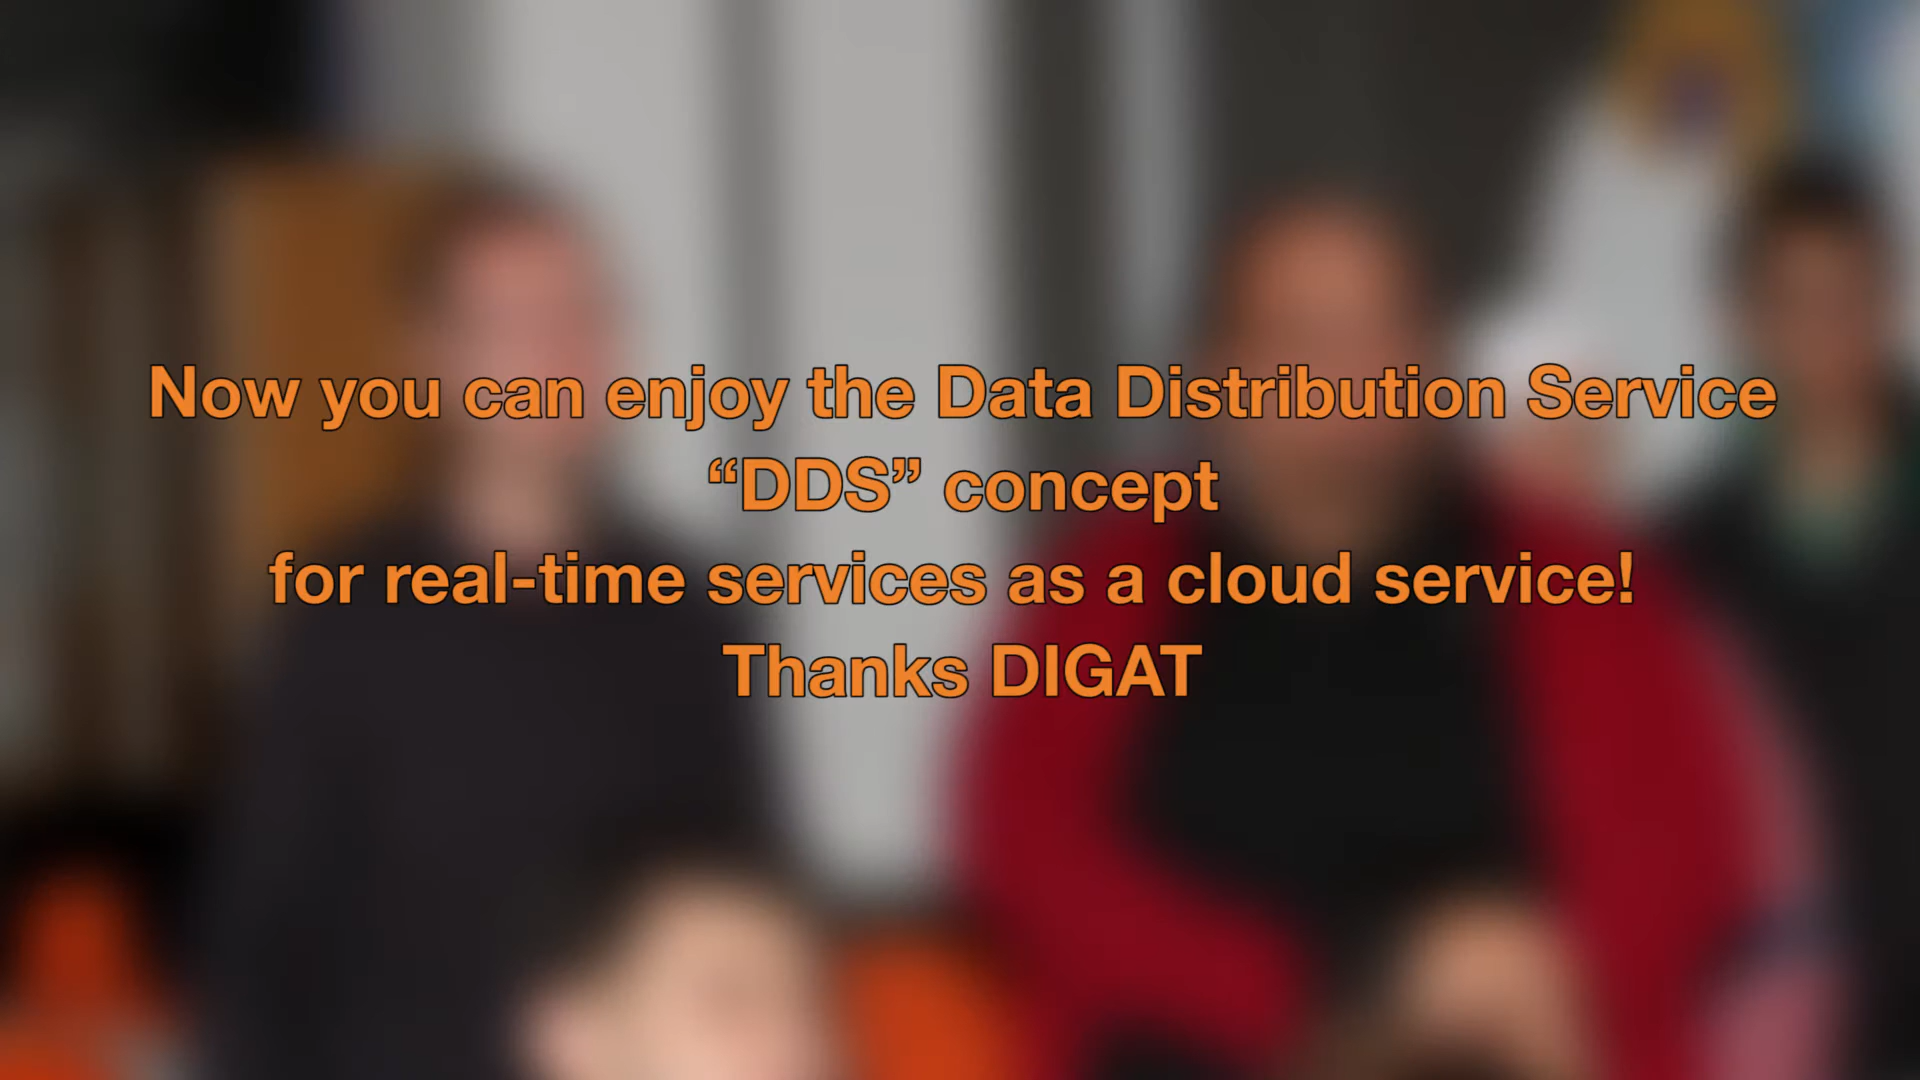 Now you can enjoy the Data Distribution Service
“DDS” concept
for real-time services as a cloud service!
Thanks DIGAT